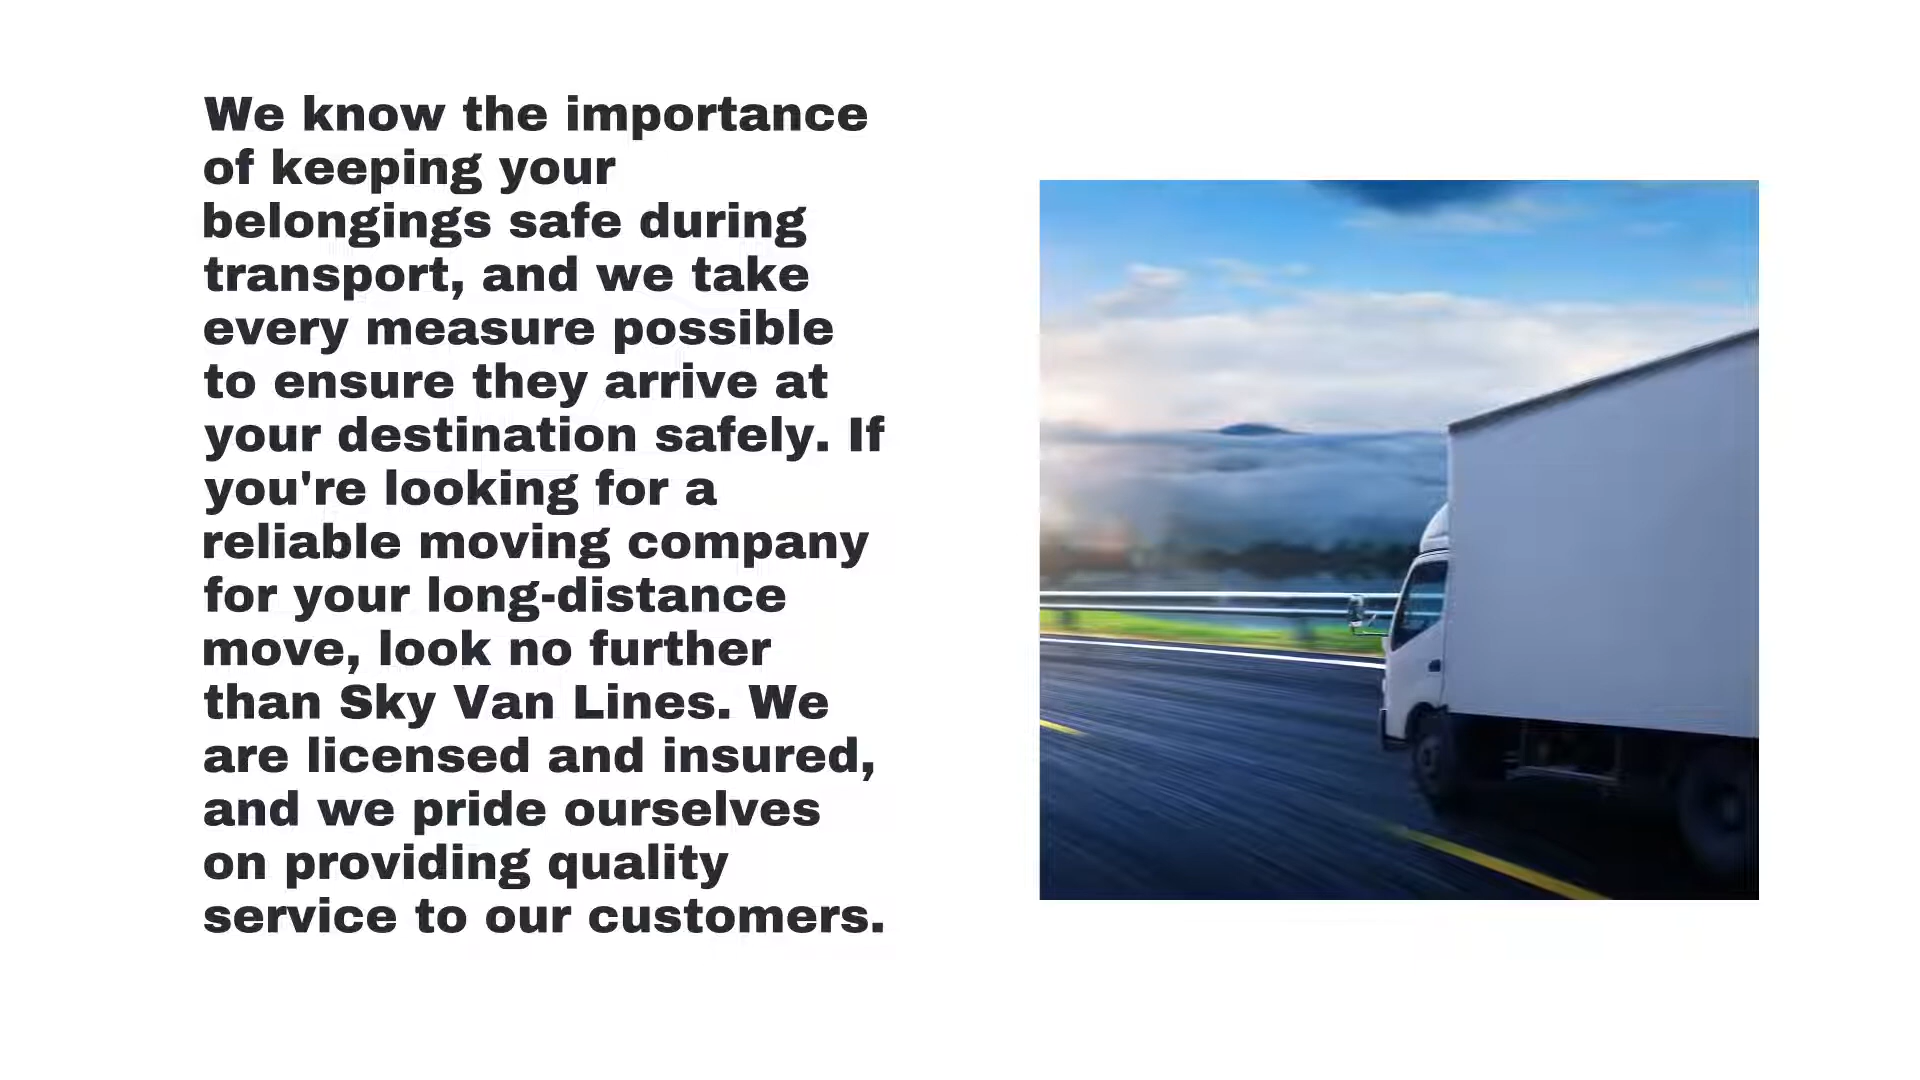 We know the importance
of keeping your
belongings safe during
transport, and we take
every measure possible
to ensure they arrive at
your destination safely. If
you're looking for a
reliable moving company
for your long-distance
move, look no further
than Sky Van Lines. We
are licensed and insured,
and we pride ourselves
on providing quality
service to our customers.